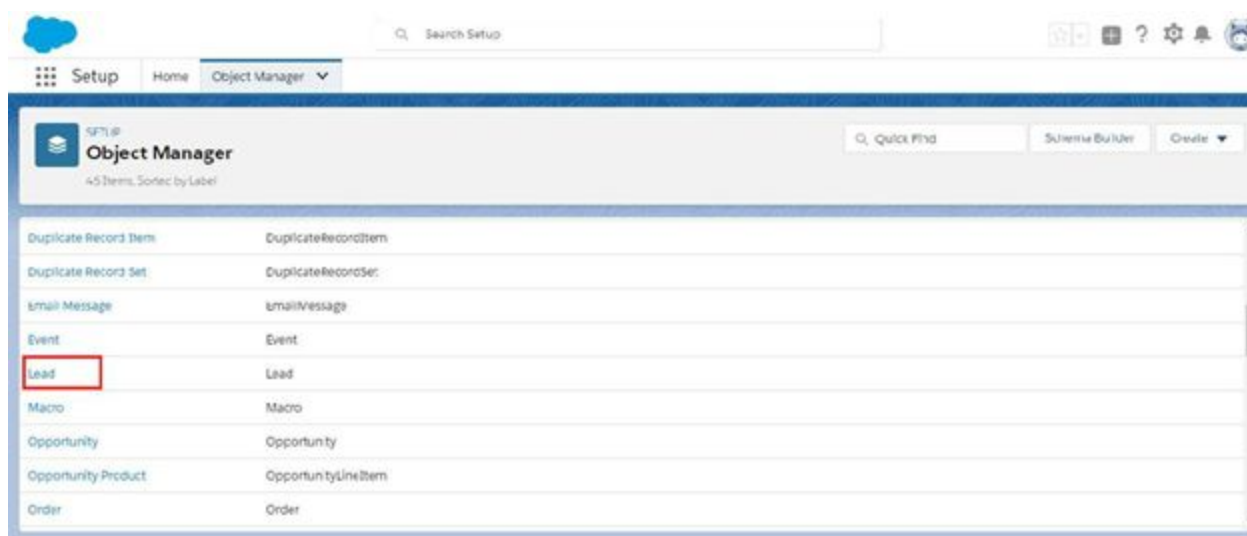 Search Setup
Setup Home Object Manager
SETUP
Object Manager
45 Items, Sorted by Label
Quick Find
Schema Builder
Create
Duplicate Record Item DuplicateRecordItem
Duplicate Record Set DuplicateRecordSet
Email Message EmailMessage
Event Event
Lead Lead
Macro Macro
Opportunity Opportunity
Opportunity Product OpportunityLineItem
Order Order